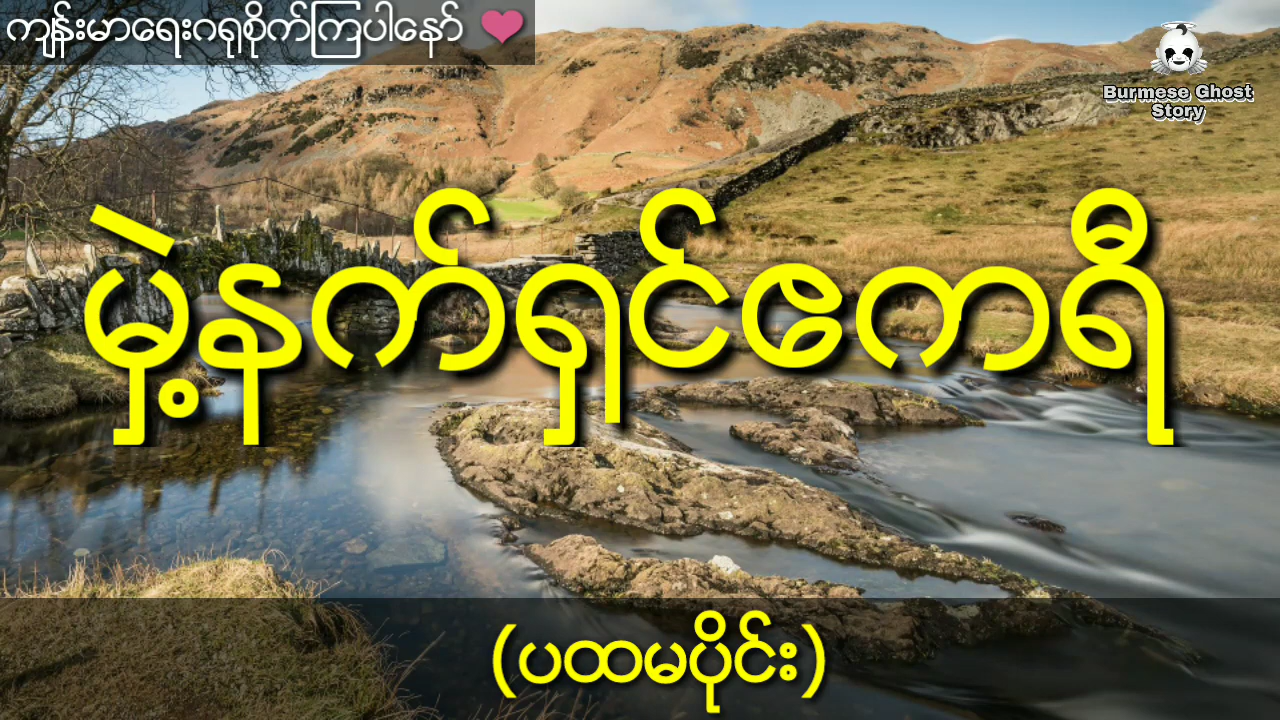 ကျန်းမာရေးဂရုစိုက်ကြပါနော် ❤
Burmese Ghost
Story
မှဲ့နက်ရှင်ဧကရီ
(ပထမပိုင်း)